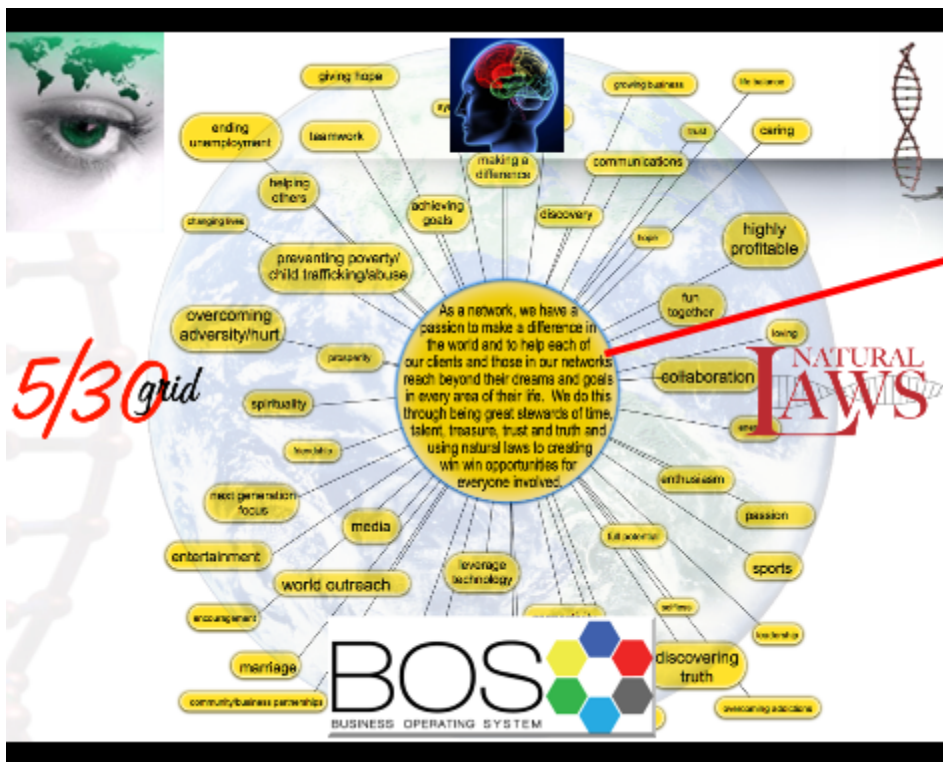 giving hope
growing business
life balance
ending
unemployment
teamwork
trust
caring
making a
difference
communications
helping
others
achieving
goals
discovery
changing lives
hope
highly
profitable
preventing poverty/
child trafficking/abuse
fun
together
overcoming
adversity/hurt
loving
prosperity
As a network, we have a
passion to make a difference in
the world and to help each of
our clients and those in our networks
reach beyond their dreams and goals
in every area of their life. We do this
through being great stewards of time,
talent, treasure, trust and truth and
using natural laws to creating
win win opportunities for
everyone involved.
collaboration
NATURAL
LAWS
5/30 grid
spirituality
friendship
enthusiasm
next generation
focus
media
passion
full potential
entertainment
leverage
technology
sports
world outreach
encouragement
selfless
leadership
marriage
discovering
truth
community/business partnerships
overcoming addictions
BOS
BUSINESS OPERATING SYSTEM